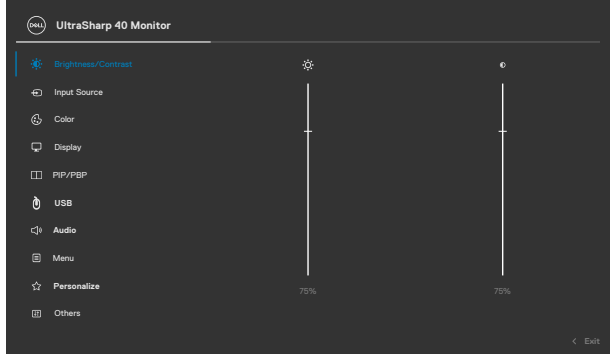 DELL UltraSharp 40 Monitor
Brightness/Contrast
Input Source
Color
Display
PIP/PBP
USB
Audio
Menu
Personalize
Others
75% 75%
< Exit